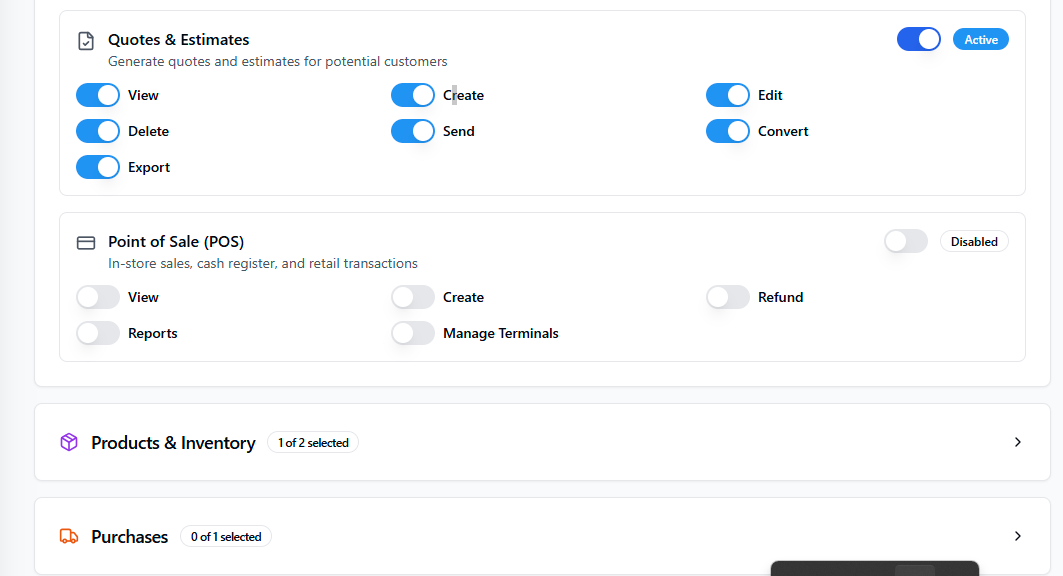 Quotes & Estimates
Active
Generate quotes and estimates for potential customers
View
Create
Edit
Delete
Send
Convert
Export
Point of Sale (POS)
Disabled
In-store sales, cash register, and retail transactions
View
Create
Refund
Reports
Manage Terminals
Products & Inventory
1 of 2 selected
Purchases
0 of 1 selected